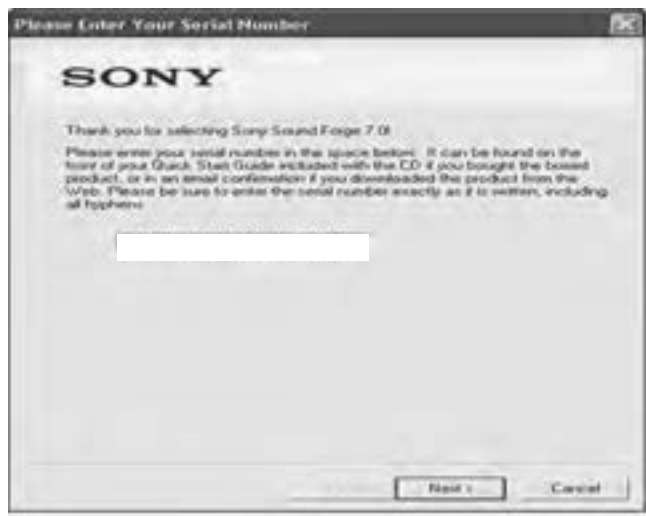 Please Enter Your Serial Number
SONY
Thank you for selecting Sony Sound Forge 7.0!
Please enter your serial number in the space below. It can be found on the
front of your Quick Start Guide included with the CD if you bought the boxed
product, or in an email confirmation if you downloaded the product from the
Web. Please be sure to enter the serial number exactly as it is written, including
all hyphens
Next >
Cancel